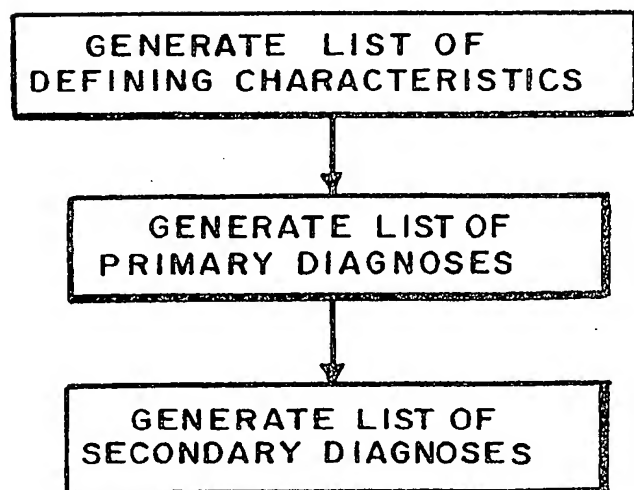 GENERATE LIST OF
DEFINING CHARACTERISTICS
GENERATE LIST OF
PRIMARY DIAGNOSES
GENERATE LIST OF
SECONDARY DIAGNOSES